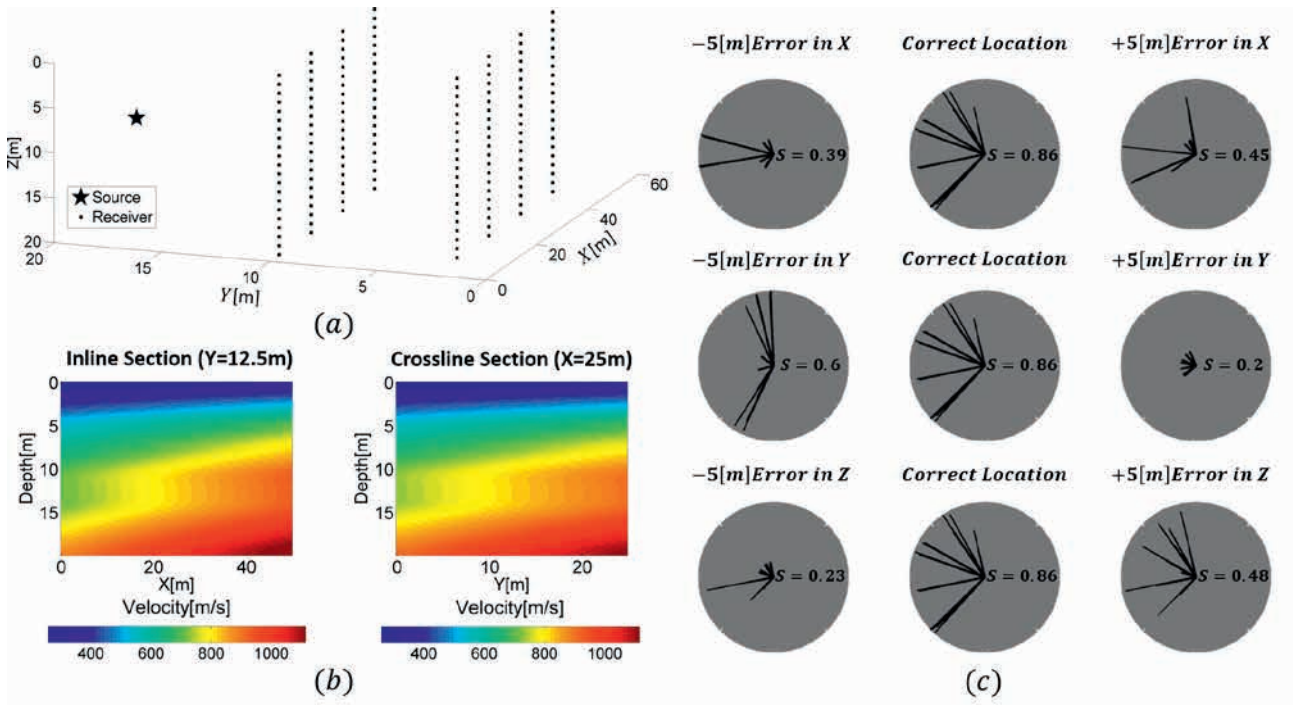 0
5
10
15
20
Z[m]
Source
Receiver
20
15
10
5
0
Y[m]
0
20
40
60
X[m]
(a)
Inline Section (Y=12.5m)
Crossline Section (X=25m)
0
5
10
15
Depth[m]
0
20
40
X[m]
0
5
10
15
Depth[m]
0
10
20
Y[m]
Velocity[m/s]
Velocity[m/s]
400 600 800 1000
400 600 800 1000
(b)
−5[m]Error in X
Correct Location
+5[m]Error in X
S = 0.39
S = 0.86
S = 0.45
−5[m]Error in Y
Correct Location
+5[m]Error in Y
S = 0.6
S = 0.86
S = 0.2
−5[m]Error in Z
Correct Location
+5[m]Error in Z
S = 0.23
S = 0.86
S = 0.48
(c)